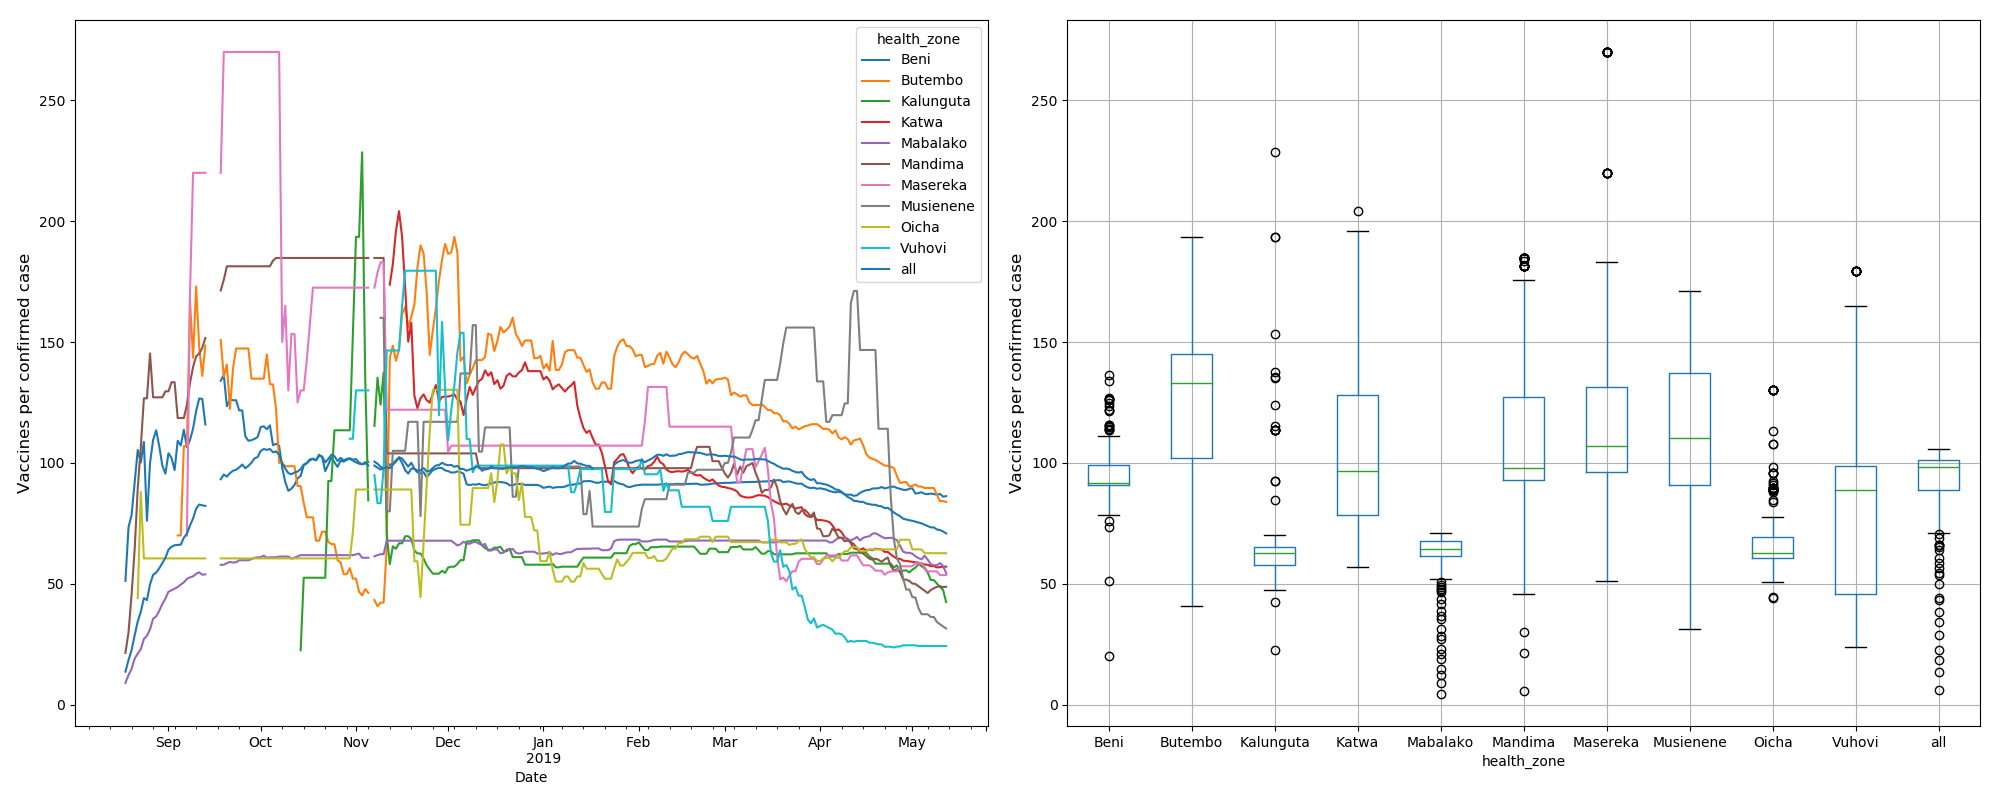 Vaccines per confirmed case
250
200
150
100
50
0
health_zone
Beni
Butembo
Kalunguta
Katwa
Mabalako
Mandima
Masereka
Musienene
Oicha
Vuhovi
all
Sep Oct Nov Dec Jan Feb Mar Apr May
2019
Date
Vaccines per confirmed case
250
200
150
100
50
0
Beni Butembo Kalunguta Katwa Mabalako Mandima Masereka Musienene Oicha Vuhovi all
health_zone